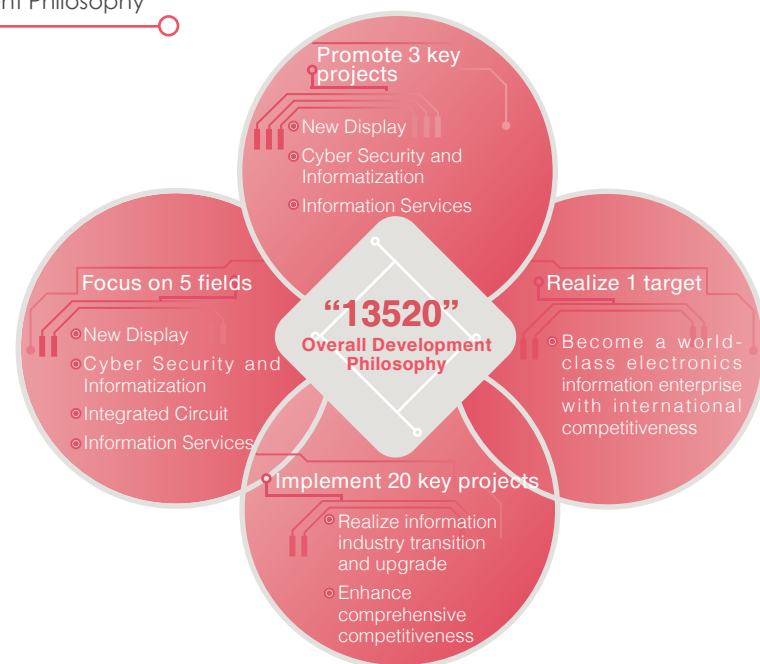 Philosophy
Promote 3 key
projects
New Display
Cyber Security and
Informatization
Information Services
Focus on 5 fields
New Display
Cyber Security and
Informatization
Integrated Circuit
Information Services
“13520”
Overall Development
Philosophy
Realize 1 target
Become a world-
class electronics
information enterprise
with international
competitiveness
Implement 20 key projects
Realize information
industry transition
and upgrade
Enhance
comprehensive
competitiveness